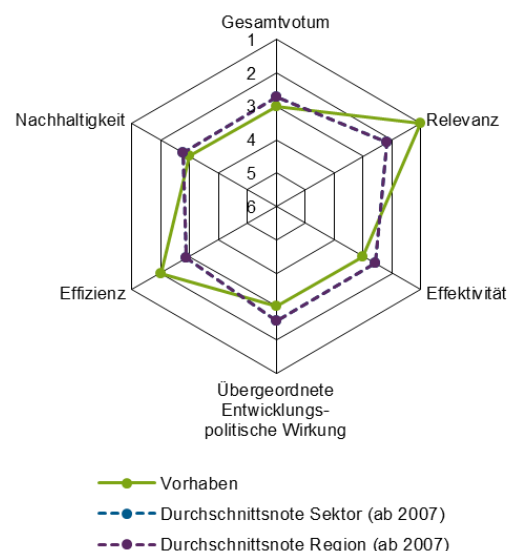 Gesamtvotum
1
2
3
4
5
6
Nachhaltigkeit
Relevanz
Effizienz
Effektivität
Übergeordnete
Entwicklungs-
politische Wirkung
Vorhaben
Durchschnittsnote Sektor (ab 2007)
Durchschnittsnote Region (ab 2007)